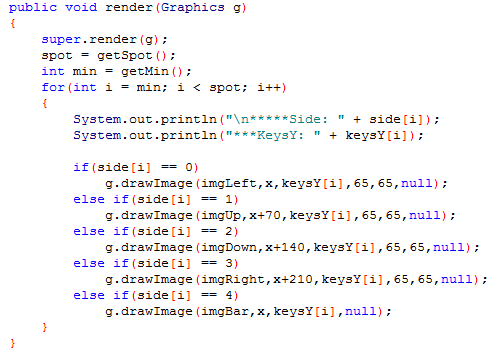 public void render(Graphics g)
{
    super.render(g);
    spot = getSpot();
    int min = getMin();
    for(int i = min; i < spot; i++)
    {
        System.out.println("\n*****Side: " + side[i]);
        System.out.println("***KeysY: " + keysY[i]);

        if(side[i] == 0)
            g.drawImage(imgLeft,x,keysY[i],65,65,null);
        else if(side[i] == 1)
            g.drawImage(imgUp,x+70,keysY[i],65,65,null);
        else if(side[i] == 2)
            g.drawImage(imgDown,x+140,keysY[i],65,65,null);
        else if(side[i] == 3)
            g.drawImage(imgRight,x+210,keysY[i],65,65,null);
        else if(side[i] == 4)
            g.drawImage(imgBar,x,keysY[i],null);
    }
}